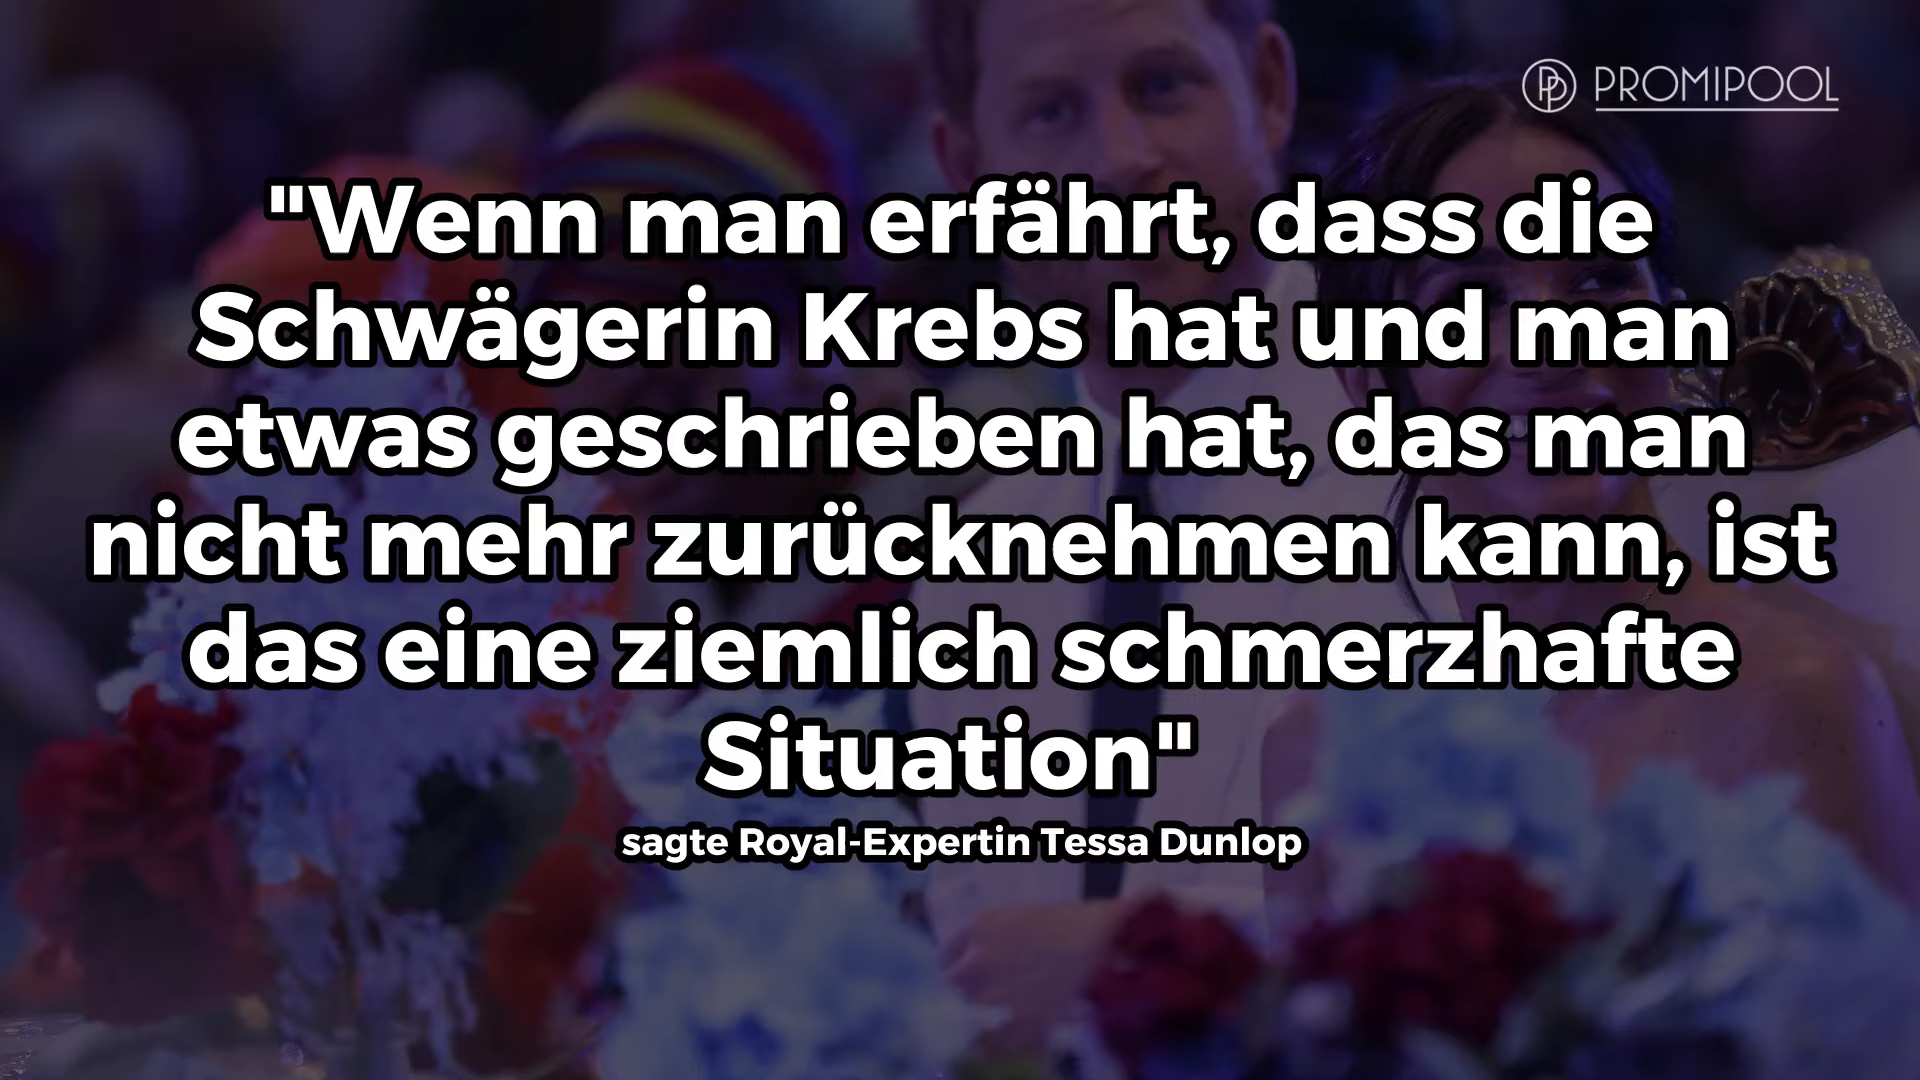 PROMIPOOL
"Wenn man erfährt, dass die
Schwägerin Krebs hat und man
etwas geschrieben hat, das man
nicht mehr zurücknehmen kann, ist
das eine ziemlich schmerzhafte
Situation"
sagte Royal-Expertin Tessa Dunlop